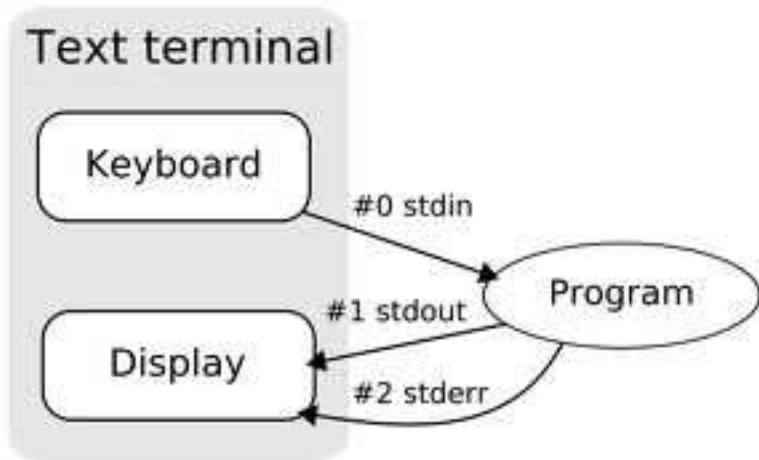 Text terminal
Keyboard
#0 stdin
Program
#1 stdout
Display
#2 stderr